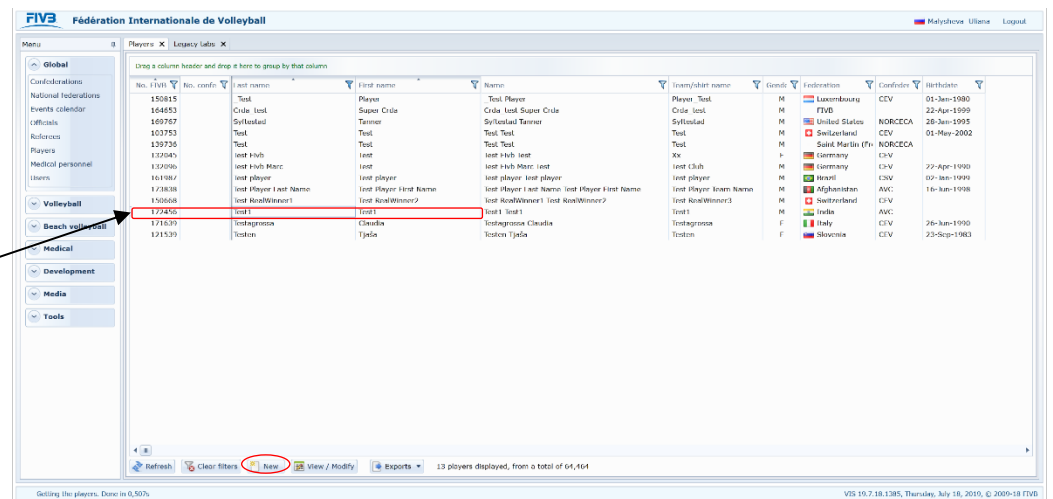 FIVB Fédération Internationale de Volleyball Malysheva Uliana Logout
Menu Players X Legacy tabs X
Global
Confederations
National federations
Events calendar
Officials
Referees
Players
Medical personnel
Users
Volleyball
Beach volleyball
Medical
Development
Media
Tools
Drag a column header and drop it here to group by that column
No. FIVB No. confe Last name First name Name Team/shirt name Gende Federation Confeder Birthdate
150815 _Test Player _Test Player Player_Test M Luxembourg CEV 01-Jan-1980
164653 Crda_test Super Crda Crda_test Super Crda Crda_test M FIVB 22-Apr-1999
169767 Syftestad Tanner Syftestad Tanner Syftestad M United States NORCECA 28-Jan-1995
103753 Test Test Test Test Test M Switzerland CEV 01-May-2002
139736 Test Test Test Test Test M Saint Martin (Fr NORCECA
132045 Test Fivb Test Test Fivb Test Xx F Germany CEV
132096 Test Fivb Marc Test Test Fivb Marc Test Test Club M Germany CEV 22-Apr-1990
161987 Test player Test player Test player Test player Test player M Brazil CSV 02-Jan-1999
173838 Test Player Last Name Test Player First Name Test Player Last Name Test Player First Name Test Player Team Name M Afghanistan AVC 16-Jun-1998
150668 Test RealWinner1 Test RealWinner2 Test RealWinner1 Test RealWinner2 Test RealWinner3 M Switzerland CEV
172456 Test1 Test1 Test1 Test1 Test1 M India AVC
171639 Testagrossa Claudia Testagrossa Claudia Testagrossa F Italy CEV 26-Jun-1990
121539 Testen Tjaša Testen Tjaša Testen F Slovenia CEV 23-Sep-1983
Refresh Clear filters New View / Modify Exports 13 players displayed, from a total of 64,464
Getting the players. Done in 0,507s VIS 19.7.18.1385, Thursday, July 18, 2019, © 2009-18 FIVB